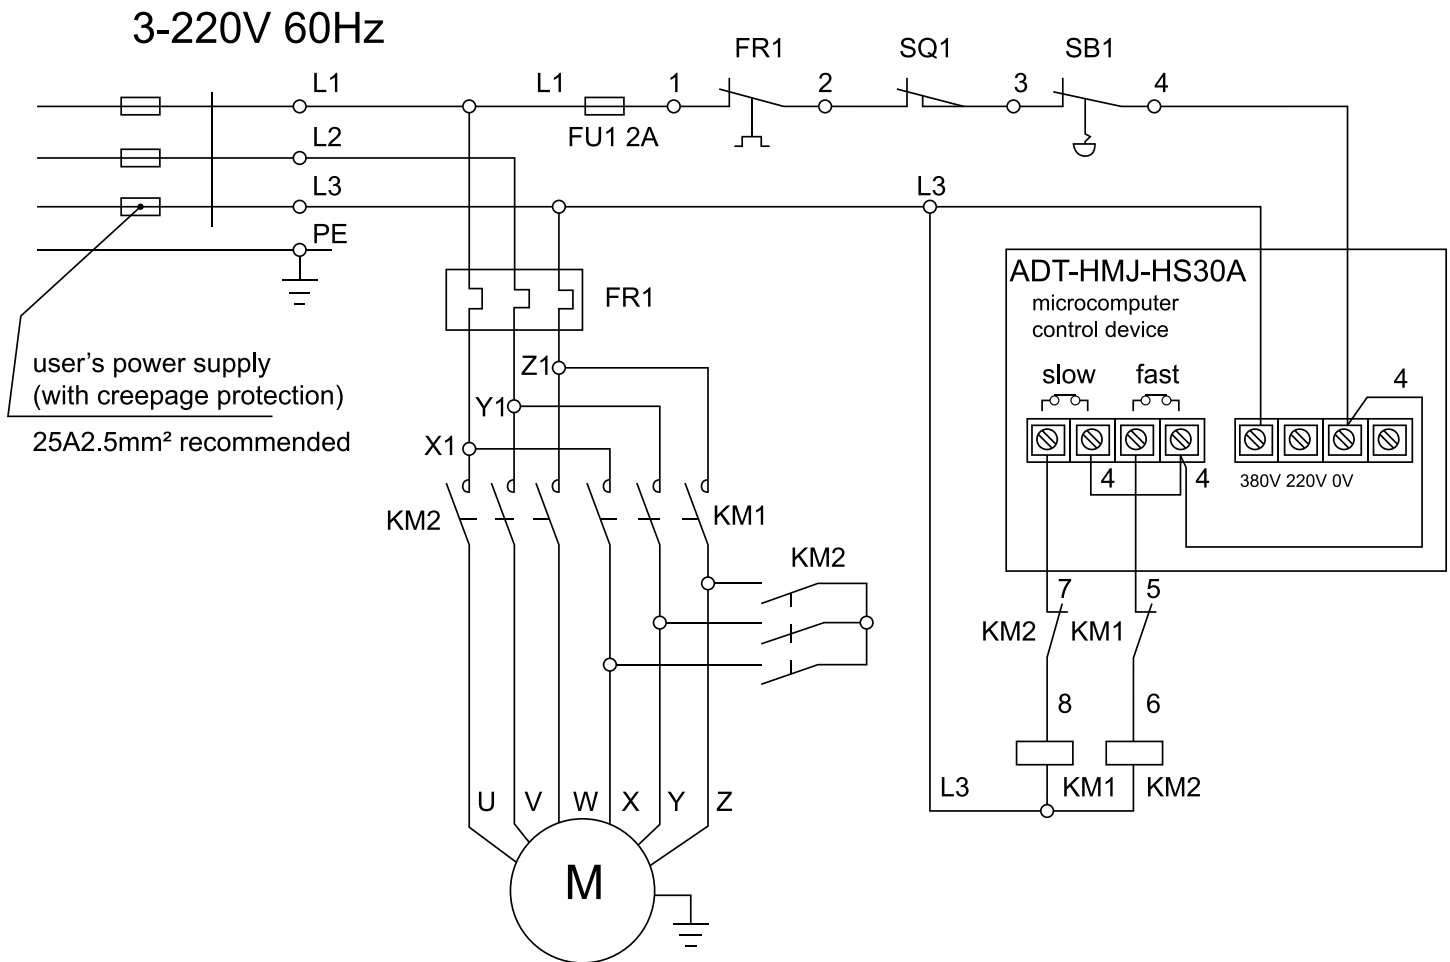 3-220V 60Hz
FR1
SQ1
SB1
L1
L1
1
2
3
4
FU1 2A
L2
L3
L3
PE
ADT-HMJ-HS30A
microcomputer
control device
FR1
user's power supply
(with creepage protection)
25A2.5mm² recommended
slow
fast
4
Z1
Y1
X1
4
4
380V 220V 0V
KM2
KM1
KM2
7
5
KM2
KM1
8
6
L3
KM1
KM2
U
V
W
X
Y
Z
M